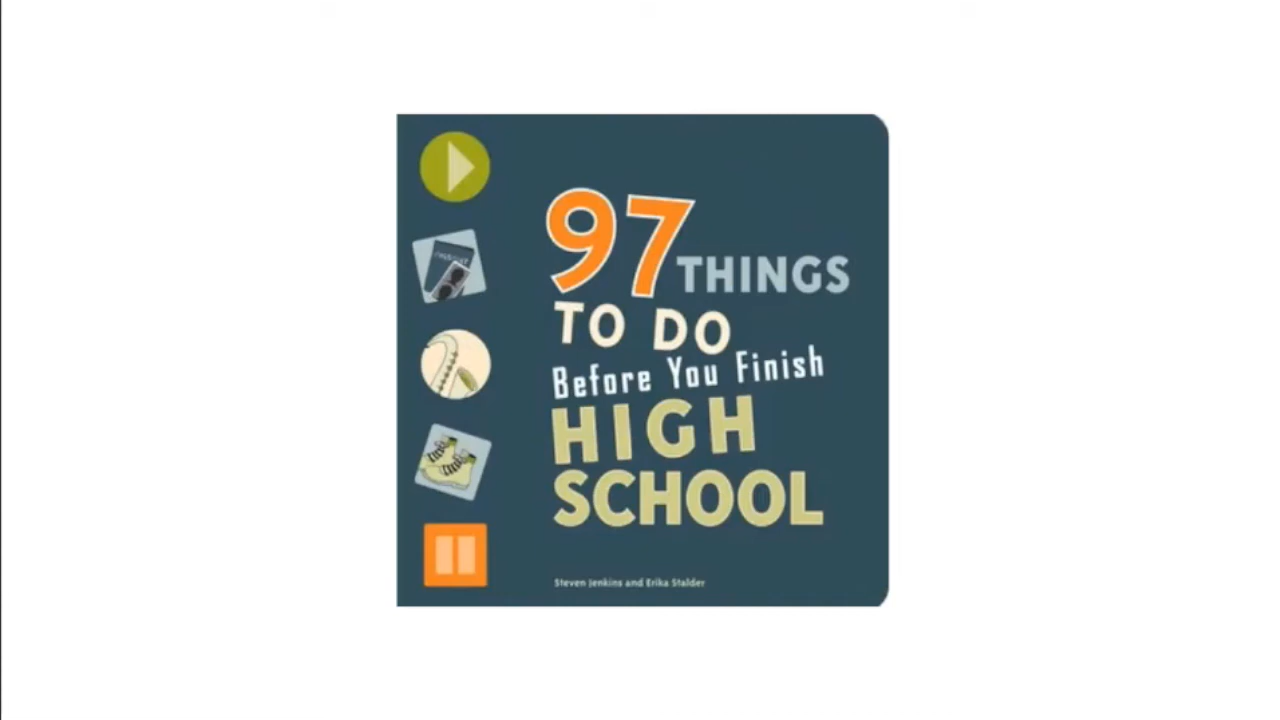 97 THINGS
TO DO
Before You Finish
HIGH
SCHOOL
Steven Jenkins and Erika Stalder